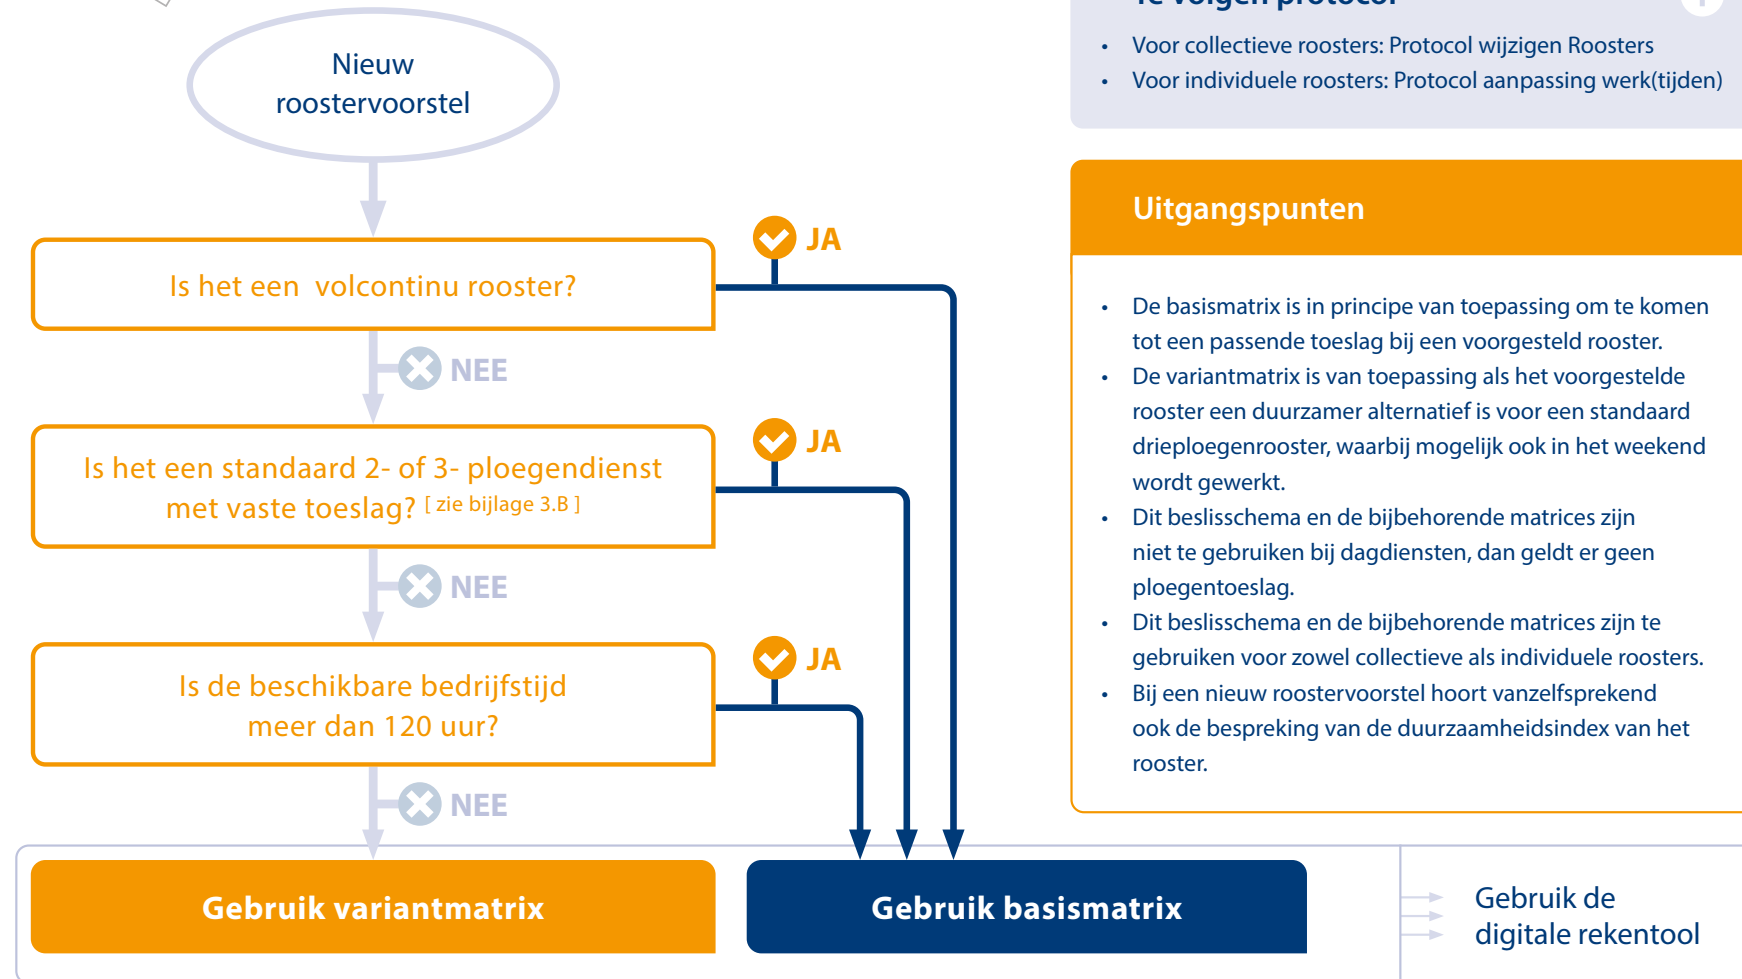 Nieuw
roostervoorstel
Is het een volcontu rooster?
JA
NEE
Is het een standaard 2- of 3- ploegendienst
met vaste toeslag? [ zie bijlage 3.B ]
JA
NEE
Is de beschikbare bedrijfstijd
meer dan 120 uur?
JA
NEE
Gebruik variantmatrix
Gebruik basismatrix
Gebruik de
digitale rekentool
Te volgen protocol
• Voor collectieve roosters: Protocol wijzigen Roosters
• Voor individuele roosters: Protocol aanpassing werk(tijden)
Uitgangspunten
• De basismatrix is in principe van toepassing om te komen
tot een passende toeslag bij een voorgesteld rooster.
• De variantmatrix is van toepassing als het voorgestelde
rooster een duurzamer alternatief is voor een standaard
drieploegenrooster, waarbij mogelijk ook in het weekend
wordt gewerkt.
• Dit beslisschema en de bijbehorende matrices zijn
niet te gebruiken bij dagdiensten, dan geldt er geen
ploegentoeslag.
• Dit beslisschema en de bijbehorende matrices zijn te
gebruiken voor zowel collectieve als individuele roosters.
• Bij een nieuw roostervoorstel hoort vanzelfsprekend
ook de bespreking van de duurzaamheidsindex van het
rooster.